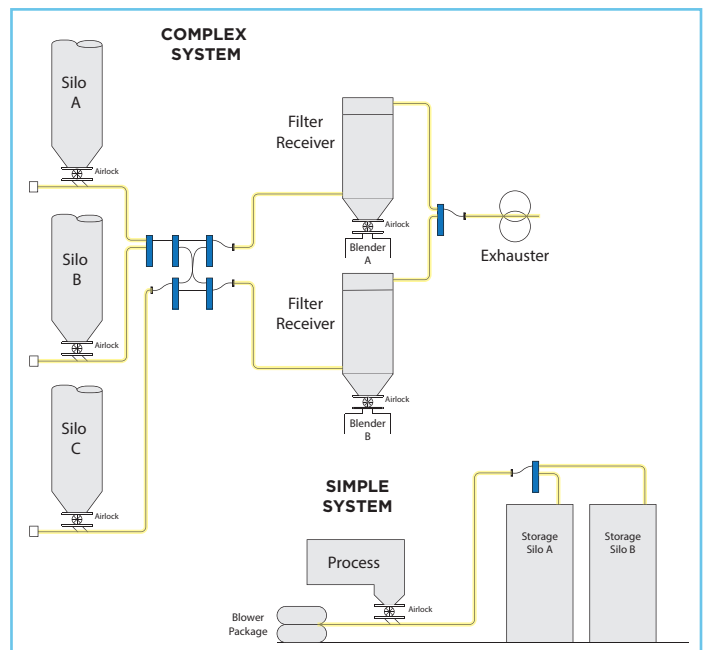 COMPLEX
SYSTEM
Silo
A
Airlock
Silo
B
Airlock
Silo
C
Airlock
Filter
Receiver
Airlock
Blender
A
Filter
Receiver
Airlock
Blender
B
Exhauster
SIMPLE
SYSTEM
Process
Airlock
Blower
Package
Storage
Silo A
Storage
Silo B